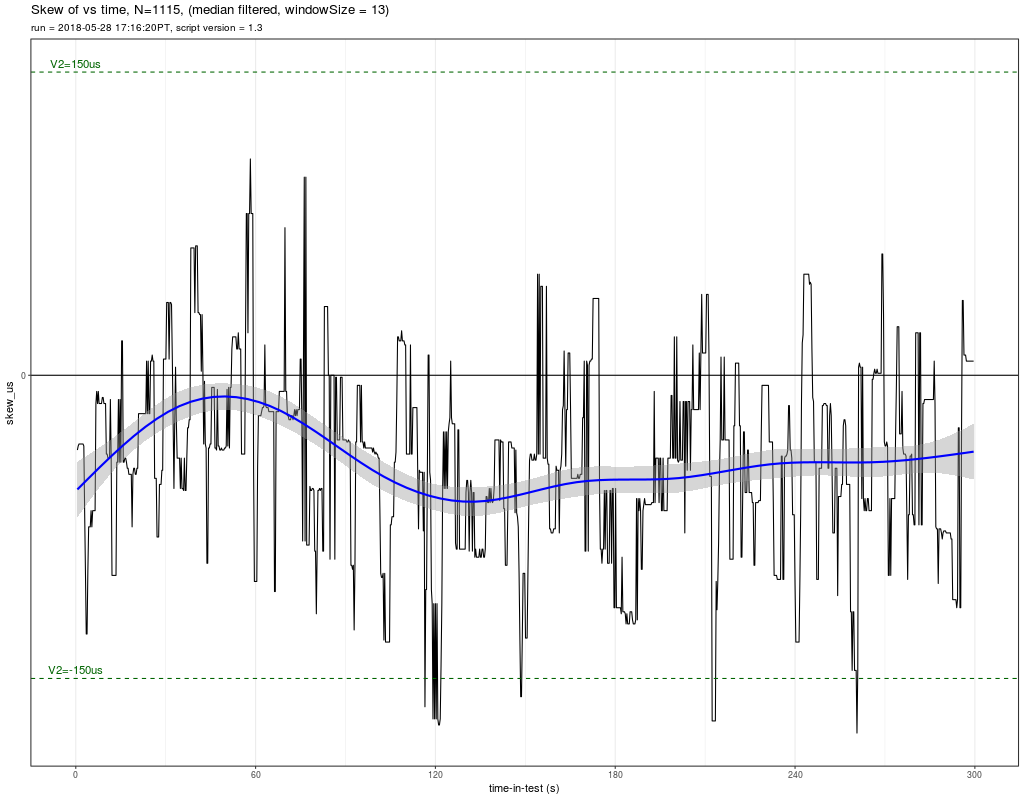 Skew of vs time, N=1115, (median filtered, windowSize = 13)
run = 2018-05-28 17:16:20PT, script version = 1.3
V2=150us
0
skew_us
V2=-150us
0 60 120 180 240 300
time-in-test (s)